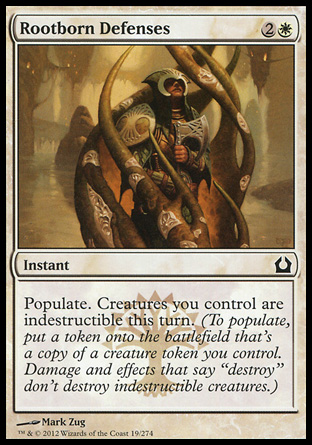 Rootborn Defenses 2
Instant
Populate. Creatures you control are
indestructible this turn. (To populate,
put a token onto the battlefield that's
a copy of a creature token you control.
Damage and effects that say “destroy”
don't destroy indestructible creatures.)
Mark Zug
™ & © 2012 Wizards of the Coast 19/274